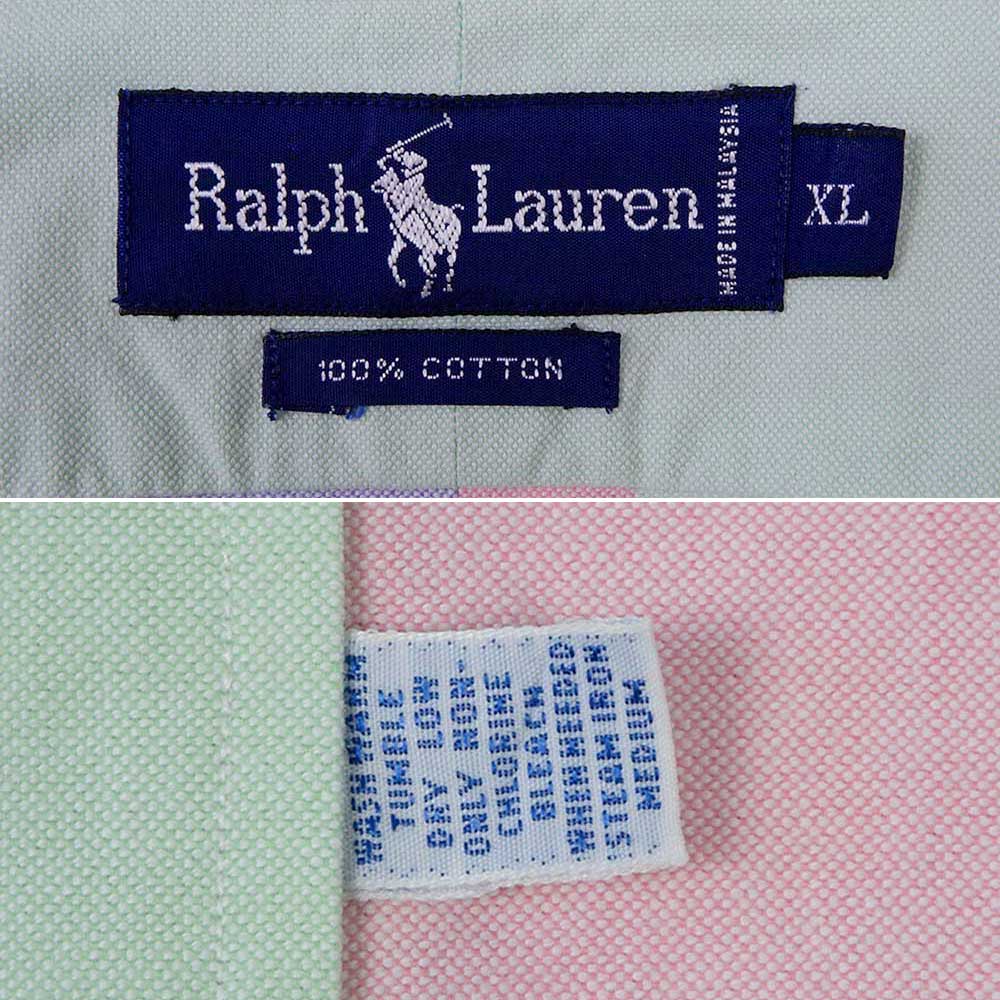 Ralph Lauren
MADE IN MALAYSIA
XL
100% COTTON
WASH WARM
TUMBLE
DRY LOW
ONLY NON-
CHLORINE
BLEACH
WHEN NEEDED
STEAM IRON
MEDIUM